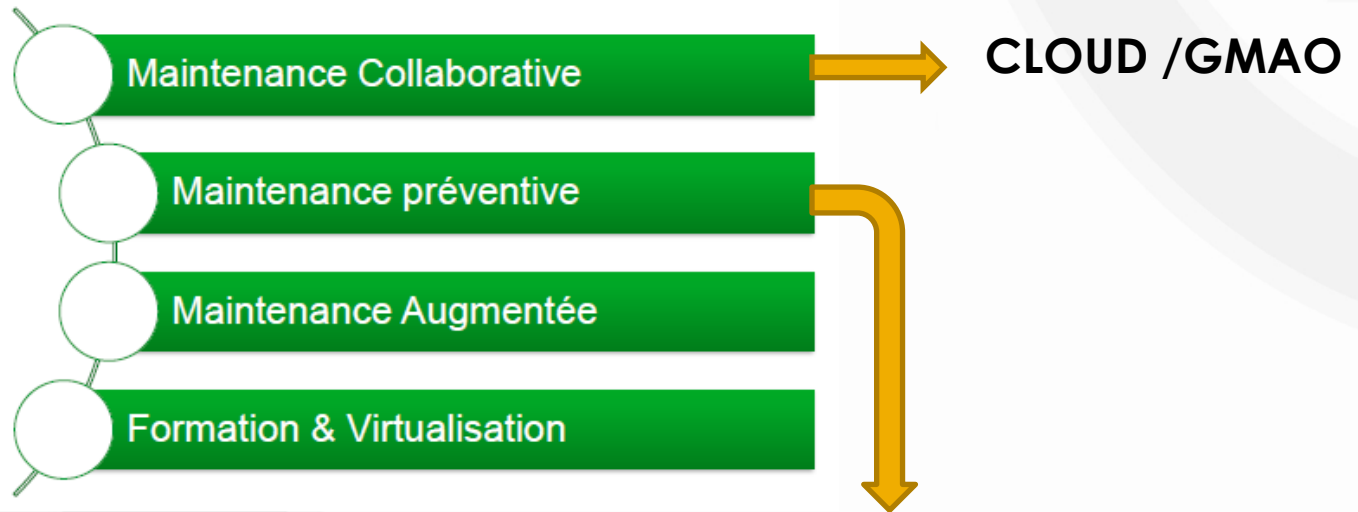 Maintenance Collaborative
CLOUD /GMAO
Maintenance préventive
Maintenance Augmentée
Formation & Virtualisation